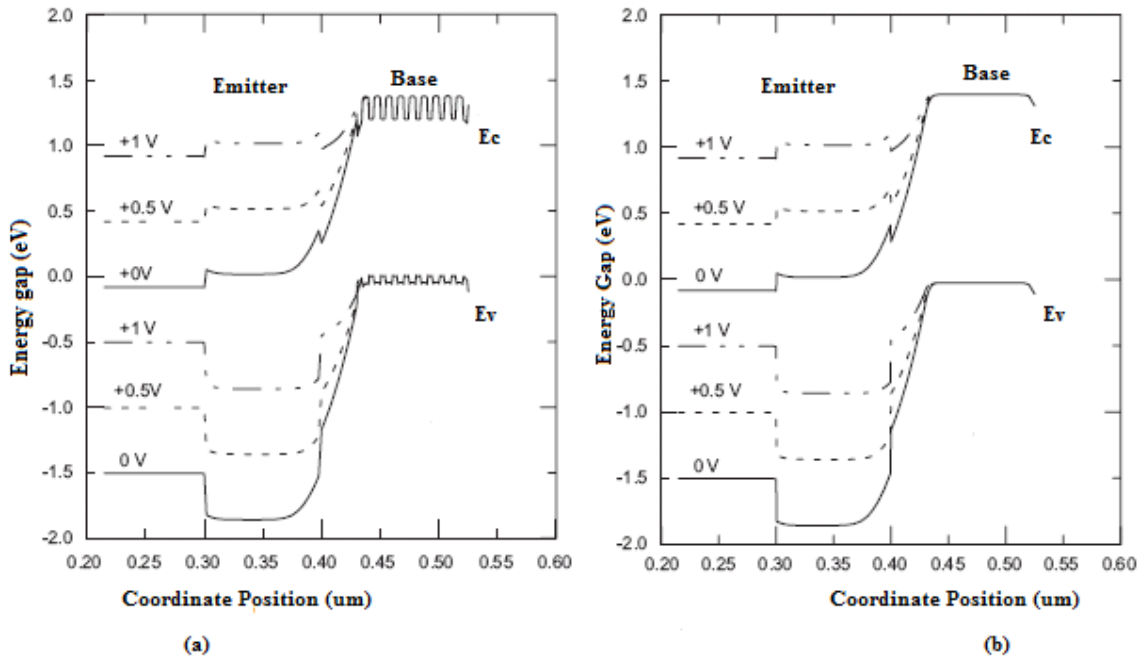 2.0
1.5
1.0
0.5
0.0
-0.5
-1.0
-1.5
-2.0
Energy gap (eV)
Emitter
Base
Ec
Ev
+1 V
+0.5 V
+0V
+1 V
+0.5V
0 V
0.20 0.25 0.30 0.35 0.40 0.45 0.50 0.55 0.60
Coordinate Position (um)
(a)
2.0
1.5
1.0
0.5
0.0
-0.5
-1.0
-1.5
-2.0
Energy Gap (eV)
Emitter
Base
Ec
Ev
+1 V
+0.5 V
0 V
+1 V
+0.5 V
0 V
0.20 0.25 0.30 0.35 0.40 0.45 0.50 0.55 0.60
Coordinate Position (um)
(b)